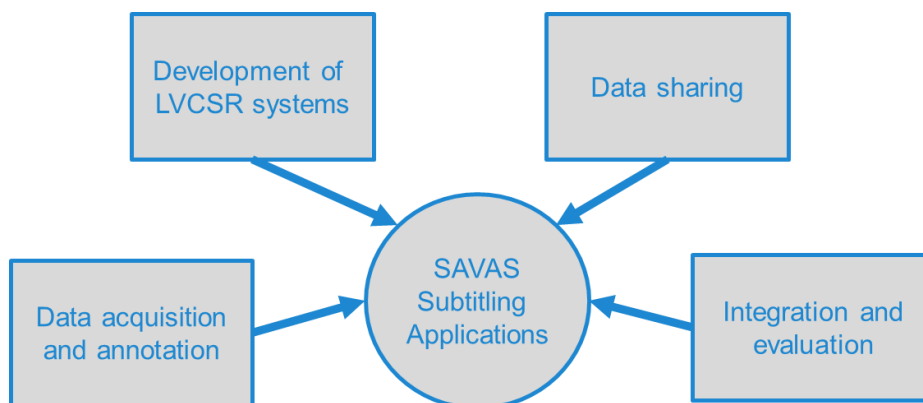 Development of
LVCSR systems
Data sharing
SAVAS
Subtitling
Applications
Data acquisition
and annotation
Integration and
evaluation